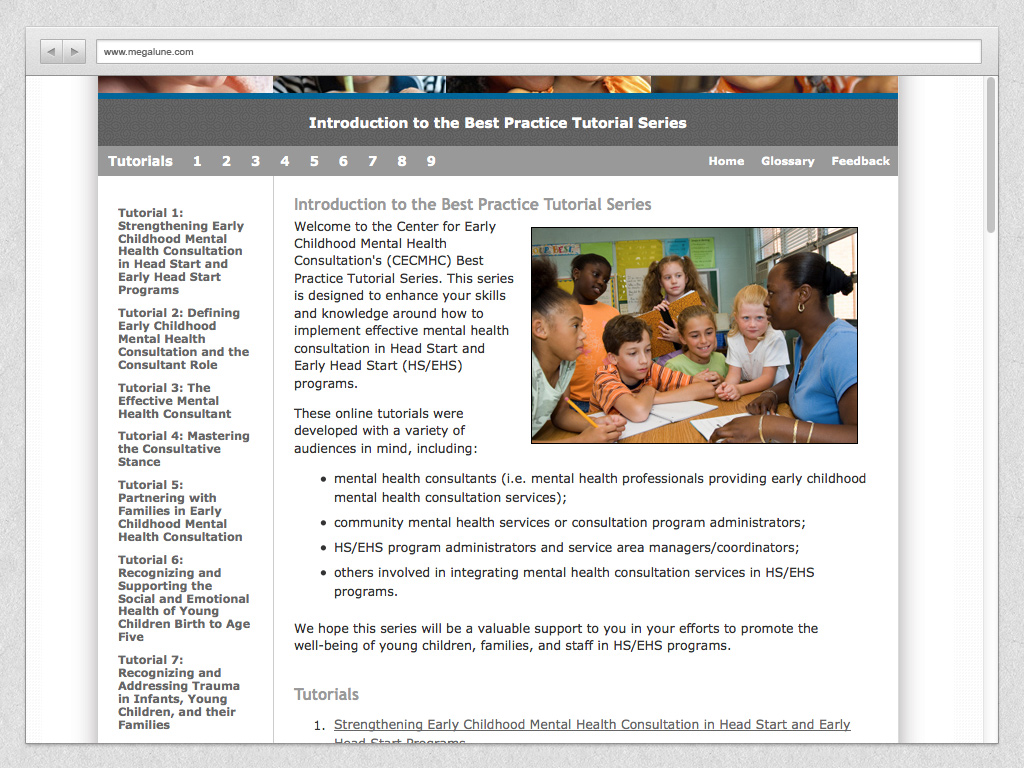 www.megalune.com
Introduction to the Best Practice Tutorial Series
Tutorials 1 2 3 4 5 6 7 8 9 Home Glossary Feedback
Tutorial 1:
Strengthening Early
Childhood Mental
Health Consultation
in Head Start and
Early Head Start
Programs
Tutorial 2: Defining
Early Childhood
Mental Health
Consultation and the
Consultant Role
Tutorial 3: The
Effective Mental
Health Consultant
Tutorial 4: Mastering
the Consultative
Stance
Tutorial 5:
Partnering with
Families in Early
Childhood Mental
Health Consultation
Tutorial 6:
Recognizing and
Supporting the
Social and Emotional
Health of Young
Children Birth to Age
Five
Tutorial 7:
Recognizing and
Addressing Trauma
in Infants, Young
Children, and their
Families
Introduction to the Best Practice Tutorial Series
Welcome to the Center for Early
Childhood Mental Health
Consultation's (CECMHC) Best
Practice Tutorial Series. This series
is designed to enhance your skills
and knowledge around how to
implement effective mental health
consultation in Head Start and
Early Head Start (HS/EHS)
programs.
OUR BEST
These online tutorials were
developed with a variety of
audiences in mind, including:
• mental health consultants (i.e. mental health professionals providing early childhood
mental health consultation services);
• community mental health services or consultation program administrators;
• HS/EHS program administrators and service area managers/coordinators;
• others involved in integrating mental health consultation services in HS/EHS
programs.
We hope this series will be a valuable support to you in your efforts to promote the
well-being of young children, families, and staff in HS/EHS programs.
Tutorials
1. Strengthening Early Childhood Mental Health Consultation in Head Start and Early
Head Start Programs